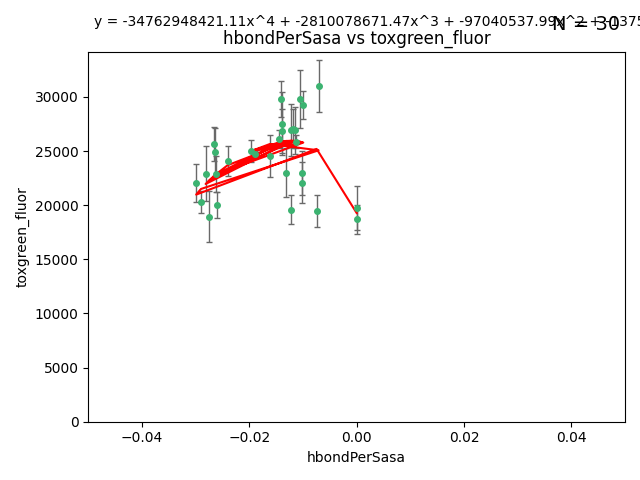 y = -34762948421.11x^4 + -2810078671.47x^3 + -97040537.99x^2 +
N = 30
hbondPerSasa vs toxgreen_fluor
30000
25000
20000
15000
10000
5000
0
toxgreen_fluor
-0.04
-0.02
0.00
0.02
0.04
hbondPerSasa